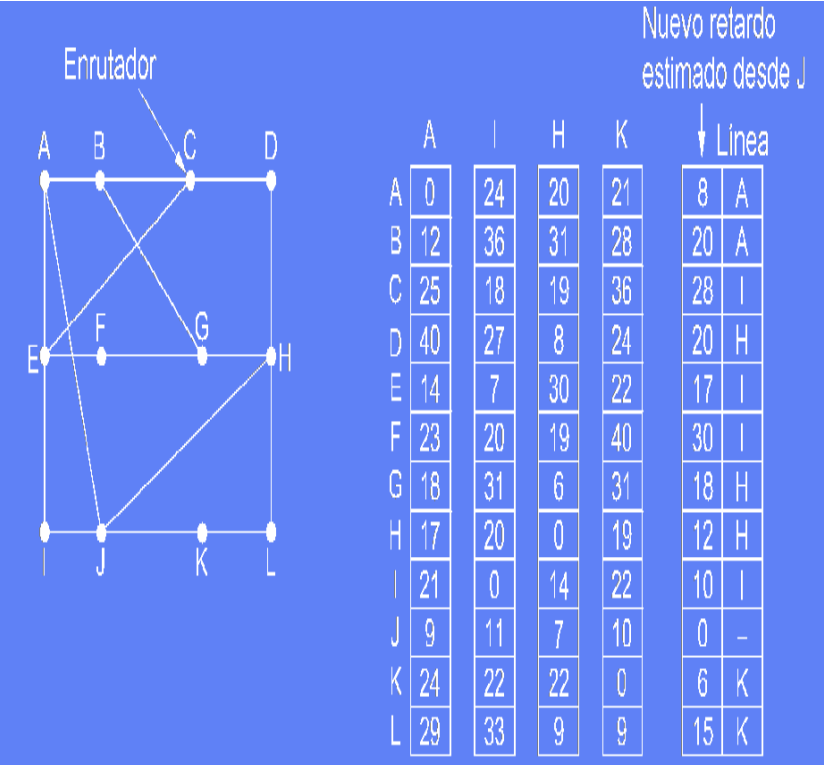 Nuevo retardo
estimado desde J
Enrutador
Línea
A B C D
F G
E H
I J K L
A I H K
A 0 24 20 21 8 A
B 12 36 31 28 20 A
C 25 18 19 36 28 I
D 40 27 8 24 20 H
E 14 7 30 22 17 I
F 23 20 19 40 30 I
G 18 31 6 31 18 H
H 17 20 0 19 12 H
I 21 0 14 22 10 I
J 9 11 7 10 0 –
K 24 22 22 0 6 K
L 29 33 9 9 15 K